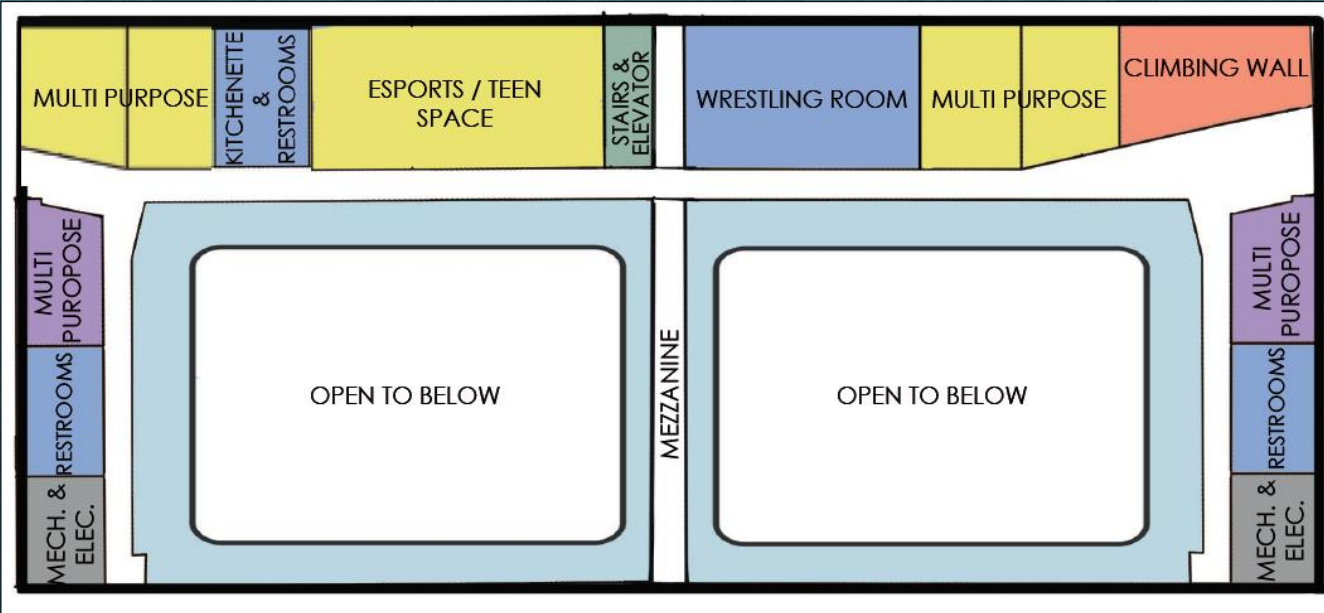 MULTI PURPOSE
KITCHENETTE
&
RESTROOMS
ESPORTS / TEEN
SPACE
STAIRS &
ELEVATOR
WRESTLING ROOM
MULTI PURPOSE
CLIMBING WALL
MULTI
PUROPOSE
RESTROOMS
MECH. &
ELEC.
OPEN TO BELOW
MEZZANINE
OPEN TO BELOW
MULTI
PUROPOSE
RESTROOMS
MECH. &
ELEC.